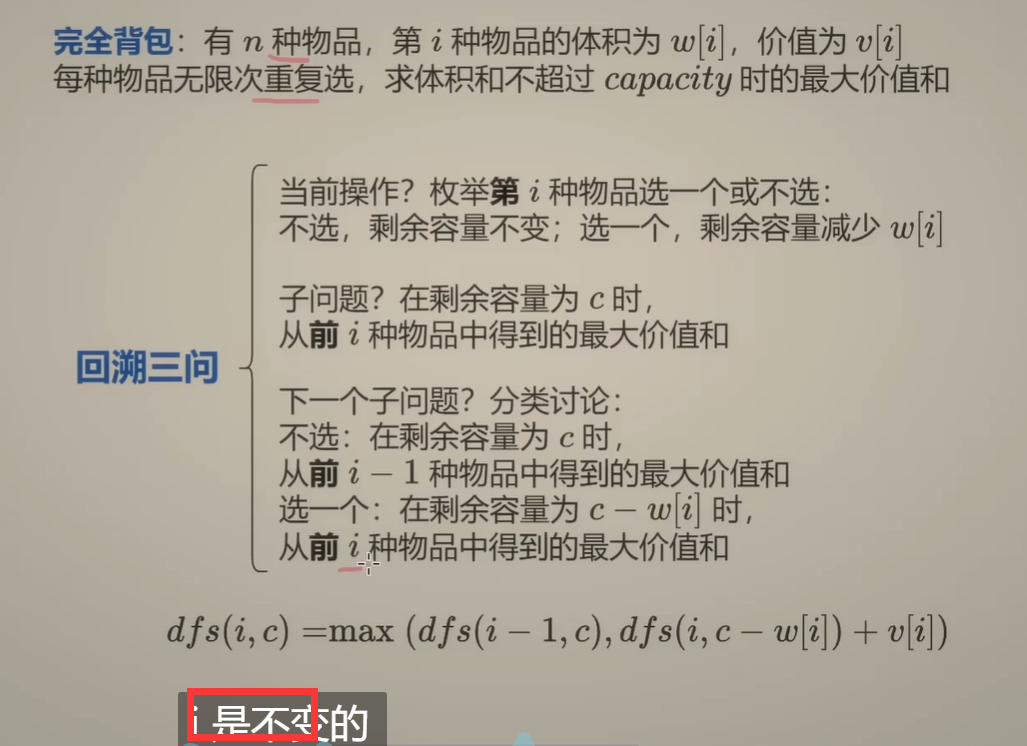 完全背包：有 n 种物品，第 i 种物品的体积为 w[i]，价值为 v[i]
每种物品无限次重复选，求体积和不超过 capacity 时的最大价值和
当前操作？枚举第 i 种物品选一个或不选：
不选，剩余容量不变；选一个，剩余容量减少 w[i]
子问题？在剩余容量为 c 时，
从前 i 种物品中得到的最大价值和
回溯三问
下一个子问题？分类讨论：
不选：在剩余容量为 c 时，
从前 i − 1 种物品中得到的最大价值和
选一个：在剩余容量为 c − w[i] 时，
从前 i 种物品中得到的最大价值和
dfs(i, c) =max (dfs(i − 1, c), dfs(i, c − w[i]) + v[i])
i 是不变的